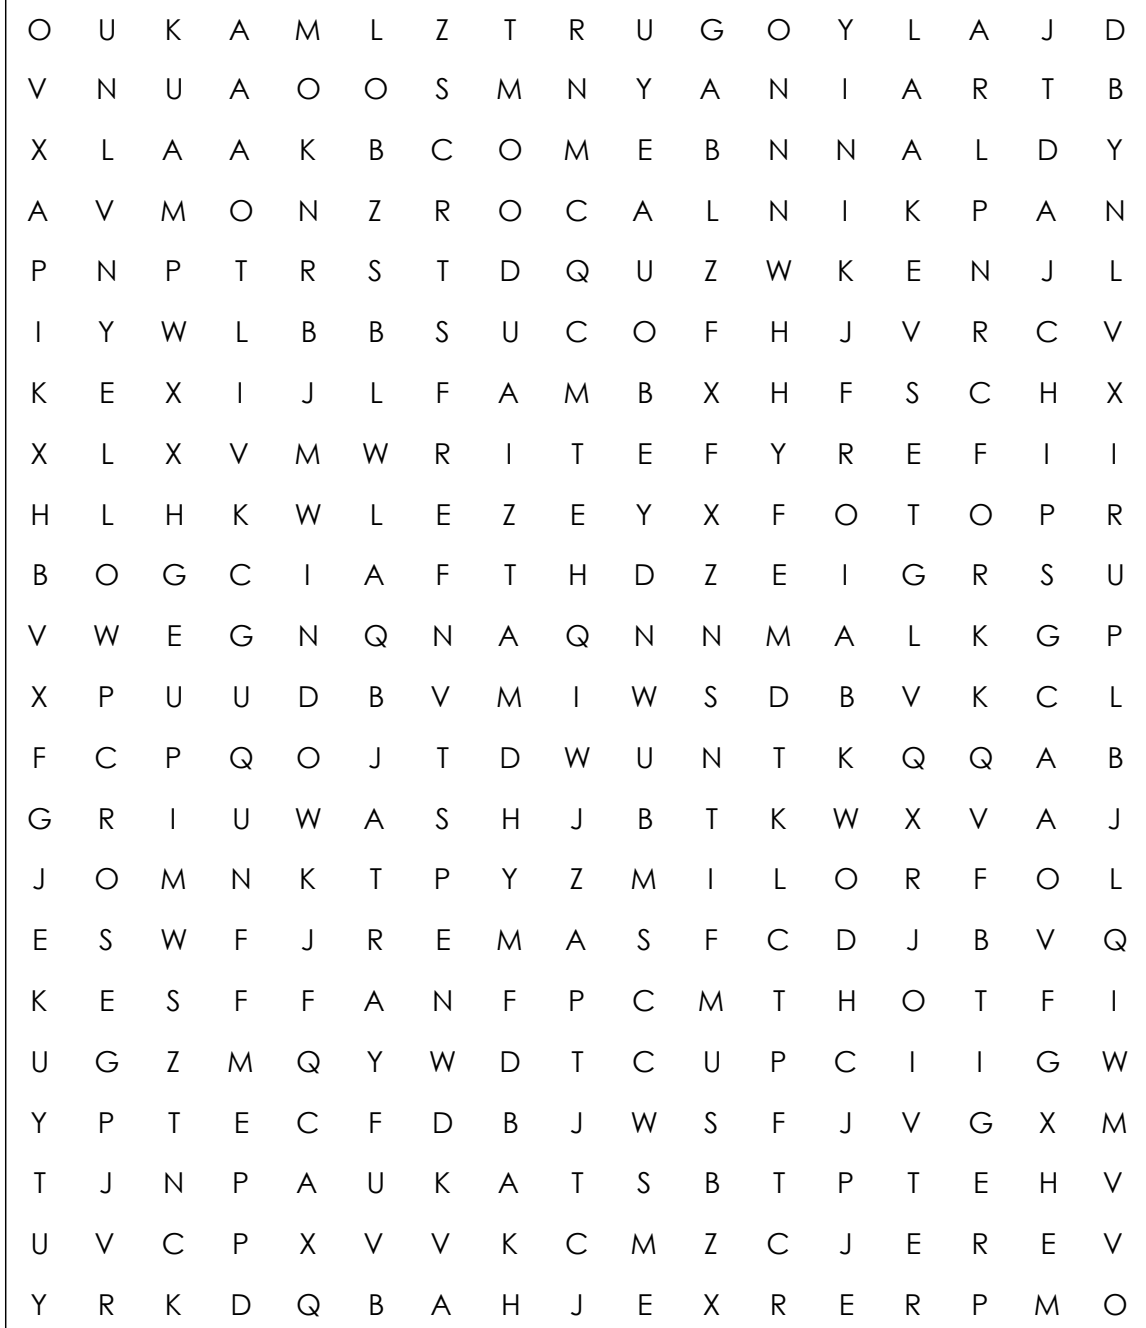 O U K A M L Z T R U G O Y L A J D
V N U A O O S M N Y A N I A R T B
X L A A K B C O M E B N N A L D Y
A V M O N Z R O C A L N I K P A N
P N P T R S T D Q U Z W K E N J L
I Y W L B B S U C O F H J V R C V
K E X I J L F A M B X H F S C H X
X L X V M W R I T E F Y R E F I I
H L H K W L E Z E Y X F O T O P R
B O G C I A F T H D Z E I G R S U
V W E G N Q N A Q N N M A L K G P
X P U U D B V M I W S D B V K C L
F C P Q O J T D W U N T K Q Q A B
G R I U W A S H J B T K W X V A J
J O M N K T P Y Z M I L O R F O L
E S W F J R E M A S F C D J B V Q
K E S F F A N F P C M T H O T F I
U G Z M Q Y W D T C U P C I I G W
Y P T E C F D B J W S F J V G X M
T J N P A U K A T S B T P T E H V
U V C P X V V K C M Z C J E R E V
Y R K D Q B A H J E X R E R P M O